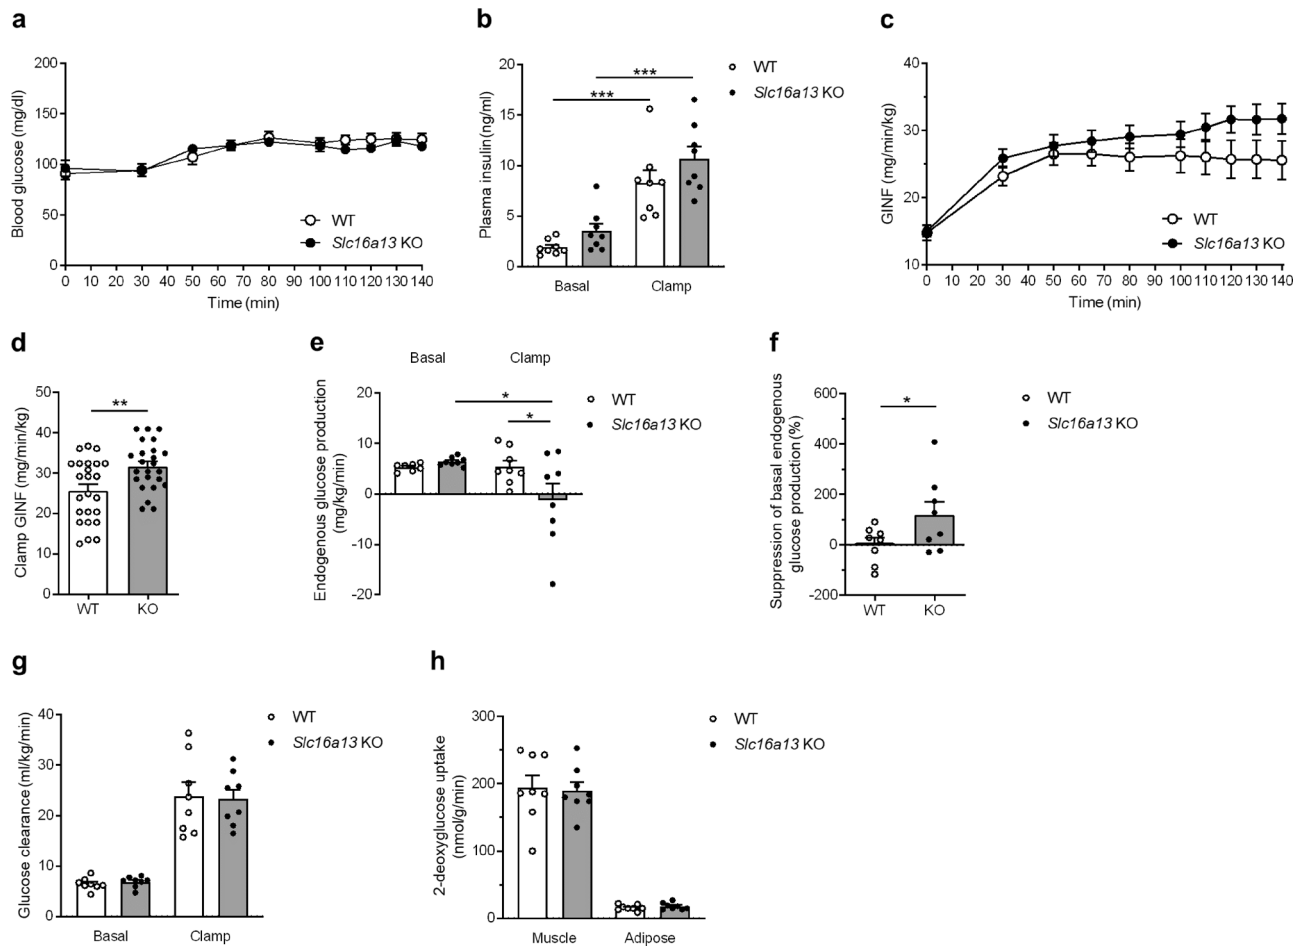 a
Blood glucose (mg/dl)
200
150
100
50
0
0 10 20 30 40 50 60 70 80 90 100 110 120 130 140
Time (min)
WT
Slc16a13 KO
b
Plasma insulin(ng/ml)
20
15
10
5
0
***
***
Basal
Clamp
WT
Slc16a13 KO
c
GINF (mg/min/kg)
40
30
20
10
0 10 20 30 40 50 60 70 80 90 100 110 120 130 140
Time (min)
WT
Slc16a13 KO
d
Clamp GINF (mg/min/kg)
50
40
30
20
10
0
**
WT
KO
e
Basal
Clamp
Endogenous glucose production
(mg/kg/min)
20
10
0
-10
-20
*
*
WT
Slc16a13 KO
f
Suppression of basal endogenous
glucose production (%)
600
400
200
0
-200
*
WT
KO
WT
Slc16a13 KO
g
Glucose clearance (ml/kg/min)
40
30
20
10
0
Basal
Clamp
WT
Slc16a13 KO
h
2-deoxyglucose uptake
(nmol/g/min)
300
200
100
0
Muscle
Adipose
WT
Slc16a13 KO